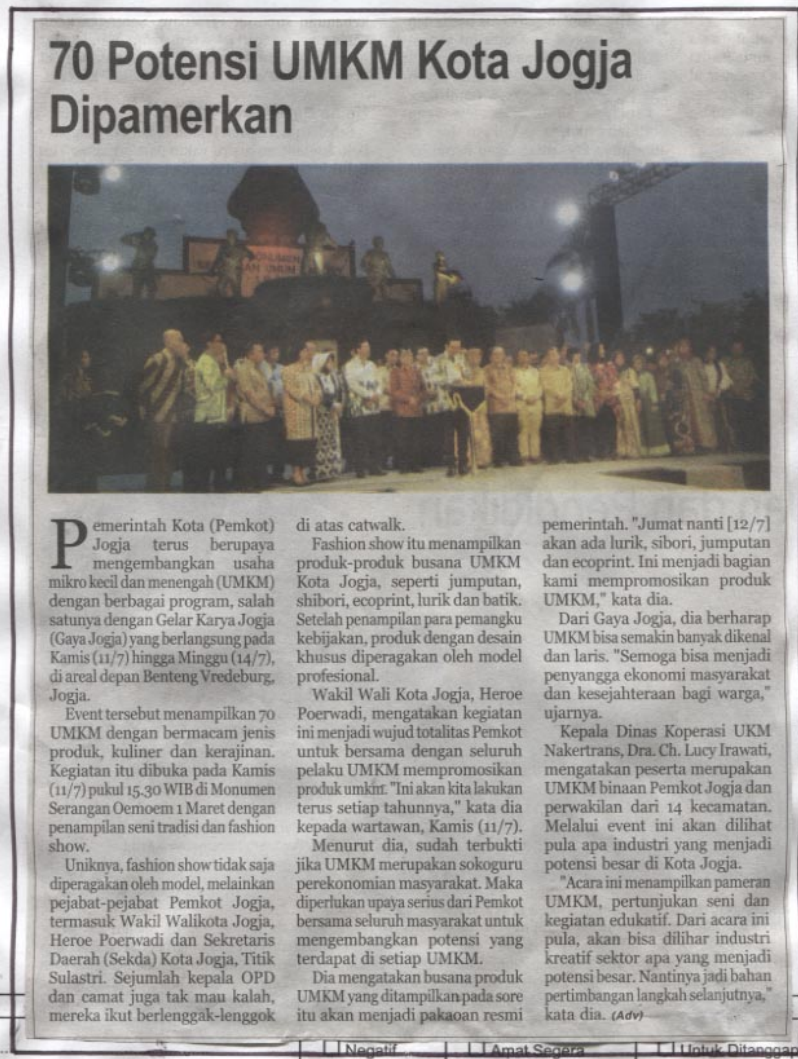 70 Potensi UMKM Kota Jogja
Dipamerkan
Pemerintah Kota (Pemkot)
Jogja terus berupaya
mengembangkan usaha
mikro kecil dan menengah (UMKM)
dengan berbagai program, salah
satunya dengan Gelar Karya Jogja
(Gaya Jogja) yang berlangsung pada
Kamis (11/7) hingga Minggu (14/7),
di areal depan Benteng Vredeburg,
Jogja.
Event tersebut menampilkan 70
UMKM dengan bermacam jenis
produk, kuliner dan kerajinan.
Kegiatan itu dibuka pada Kamis
(11/7) pukul 15.30 WIB di Monumen
Serangan Oemoem 1 Maret dengan
penampilan seni tradisi dan fashion
show.
Uniknya, fashion show tidak saja
diperagakan oleh model, melainkan
pejabat-pejabat Pemkot Jogja,
termasuk Wakil Walikota Jogja,
Heroe Poerwadi dan Sekretaris
Daerah (Sekda) Kota Jogja, Titik
Sulastri. Sejumlah kepala OPD
dan camat juga tak mau kalah,
mereka ikut berlenggak-lenggok
di atas catwalk.
Fashion show itu menampilkan
produk-produk busana UMKM
Kota Jogja, seperti jumputan,
shibori, ecoprint, lurik dan batik.
Setelah penampilan para pemangku
kebijakan, produk dengan desain
khusus diperagakan oleh model
profesional.
Wakil Wali Kota Jogja, Heroe
Poerwadi, mengatakan kegiatan
ini menjadi wujud totalitas Pemkot
untuk bersama dengan seluruh
pelaku UMKM mempromosikan
produk umkm. "Ini akan kita lakukan
terus setiap tahunnya," kata dia
kepada wartawan, Kamis (11/7).
Menurut dia, sudah terbukti
jika UMKM merupakan sokoguru
perekonomian masyarakat. Maka
diperlukan upaya serius dari Pemkot
bersama seluruh masyarakat untuk
mengembangkan potensi yang
terdapat di setiap UMKM.
Dia mengatakan busana produk
UMKM yang ditampilkan pada sore
itu akan menjadi pakaoan resmi
pemerintah. "Jumat nanti [12/7]
akan ada lurik, sibori, jumputan
dan ecoprint. Ini menjadi bagian
kami mempromosikan produk
UMKM," kata dia.
Dari Gaya Jogja, dia berharap
UMKM bisa semakin banyak dikenal
dan laris. "Semoga bisa menjadi
penyangga ekonomi masyarakat
dan kesejahteraan bagi warga,"
ujarnya.
Kepala Dinas Koperasi UKM
Nakertrans, Dra. Ch. Lucy Irawati,
mengatakan peserta merupakan
UMKM binaan Pemkot Jogja dan
perwakilan dari 14 kecamatan.
Melalui event ini akan dilihat
pula apa industri yang menjadi
potensi besar di Kota Jogja.
"Acara ini menampilkan pameran
UMKM, pertunjukan seni dan
kegiatan edukatif. Dari acara ini
pula, akan bisa dilihar industri
kreatif sektor apa yang menjadi
potensi besar. Nantinya jadi bahan
pertimbangan langkah selanjutnya,"
kata dia. (Adv)
Negatif Amat Segera Untuk Ditanggap